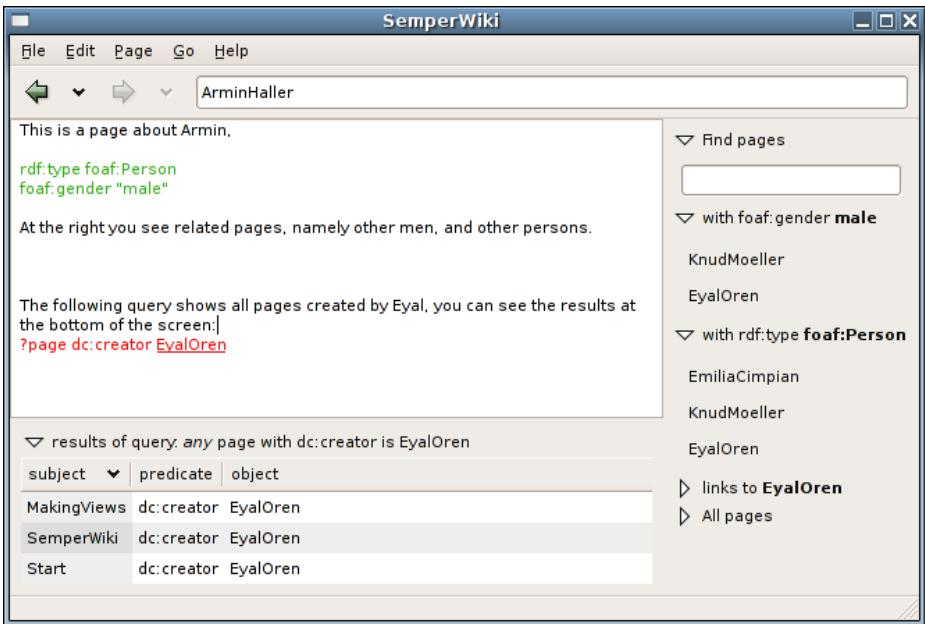 SemperWiki
File Edit Page Go Help
ArminHaller
This is a page about Armin,
rdf:type foaf:Person
foaf:gender "male"
At the right you see related pages, namely other men, and other persons.
The following query shows all pages created by Eyal, you can see the results at
the bottom of the screen:
?page dc:creator EyalOren
results of query: any page with dc:creator is EyalOren
subject predicate object
MakingViews dc:creator EyalOren
SemperWiki dc:creator EyalOren
Start dc:creator EyalOren
Find pages
with foaf:gender male
KnudMoeller
EyalOren
with rdf:type foaf:Person
EmiliaCimpian
KnudMoeller
EyalOren
links to EyalOren
All pages